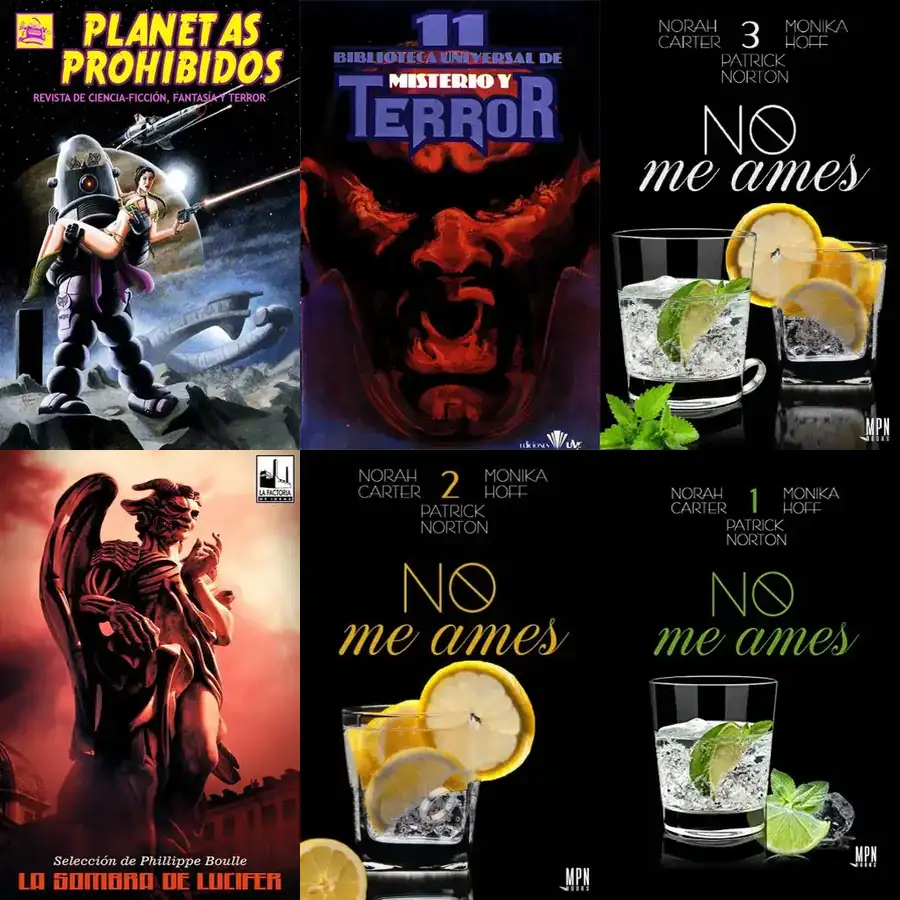 PLANETAS
PROHIBIDOS
REVISTA DE CIENCIA-FICCIÓN, FANTASÍA Y TERROR
11
BIBLIOTECA UNIVERSAL DE
MISTERIO Y
TERROR
ediciones UVE
NORAH CARTER 3 MONIKA HOFF
PATRICK
NORTON
NO
me ames
MPN
BOOKS
LA FACTORIA
DE IDEAS
Selección de Phillippe Boulle
LA SOMBRA DE LUCIFER
NORAH CARTER 2 MONIKA HOFF
PATRICK
NORTON
NO
me ames
MPN
BOOKS
NORAH CARTER 1 MONIKA HOFF
PATRICK
NORTON
NO
me ames
MPN
BOOKS